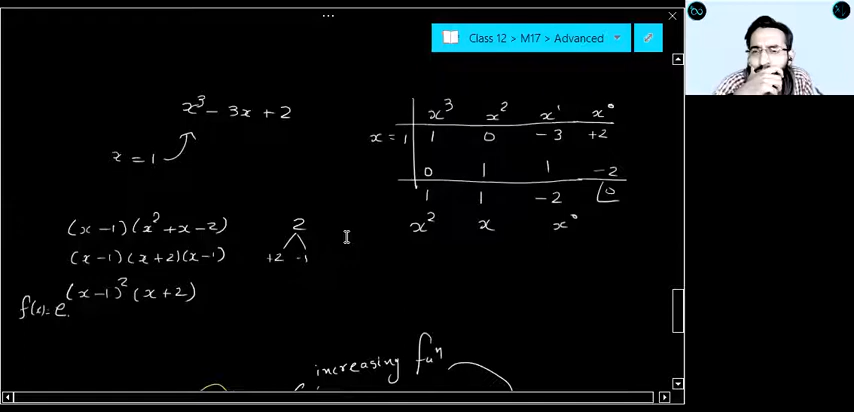 ...
Class 12 > M17 > Advanced
x³ - 3x + 2
x = 1
x³ x² x¹ x⁰
x = 1 1 0 -3 +2
0 1 1 -2
1 1 -2 0
x² x x⁰
(x-1)(x²+x-2)
2
(x-1)(x+2)(x-1)
+2 -1
f(x)= e^(x-1)²(x+2)
increasing fuⁿ